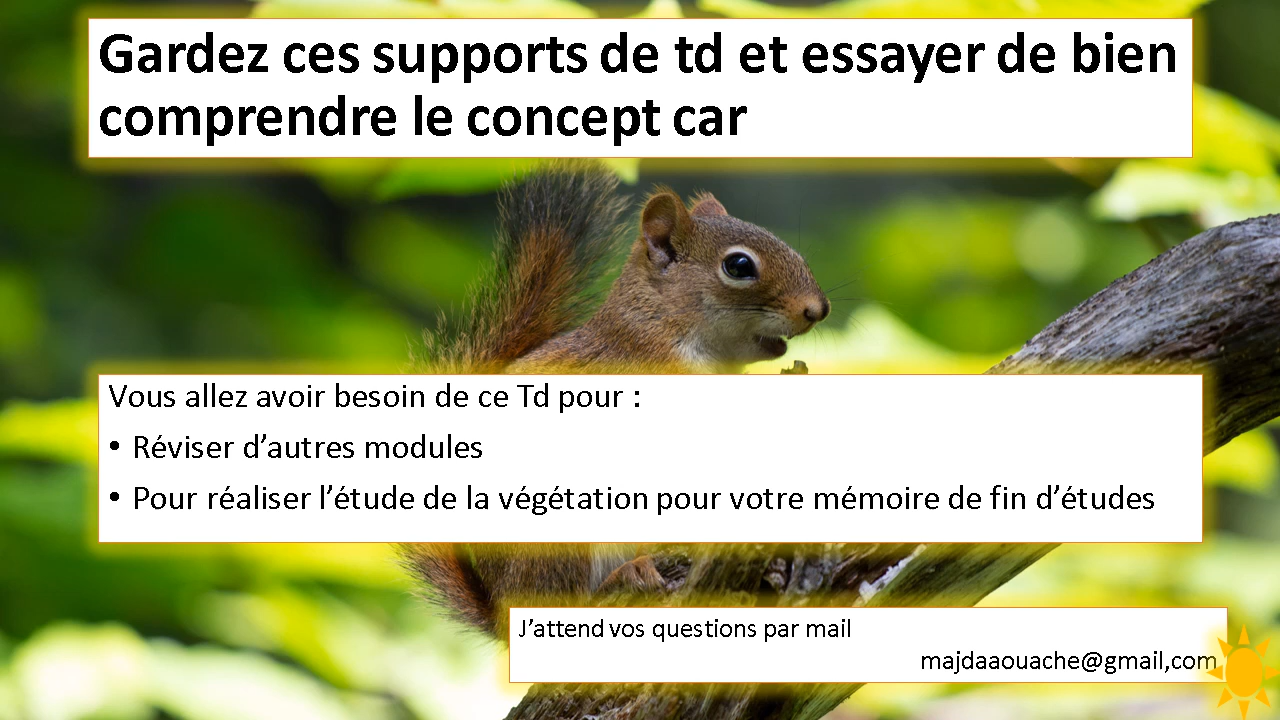 Gardez ces supports de td et essayer de bien
comprendre le concept car
Vous allez avoir besoin de ce Td pour :
• Réviser d’autres modules
• Pour réaliser l’étude de la végétation pour votre mémoire de fin d’études
J’attend vos questions par mail
majdaaouache@gmail,com